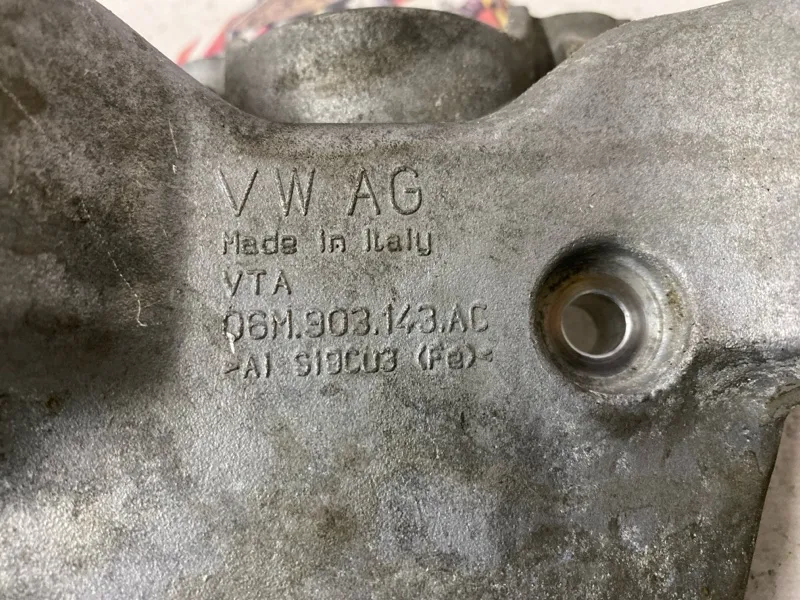 VW AG
Made in Italy
VTA
06M.903.143.AC
>Al Si9Cu3 (Fe)<